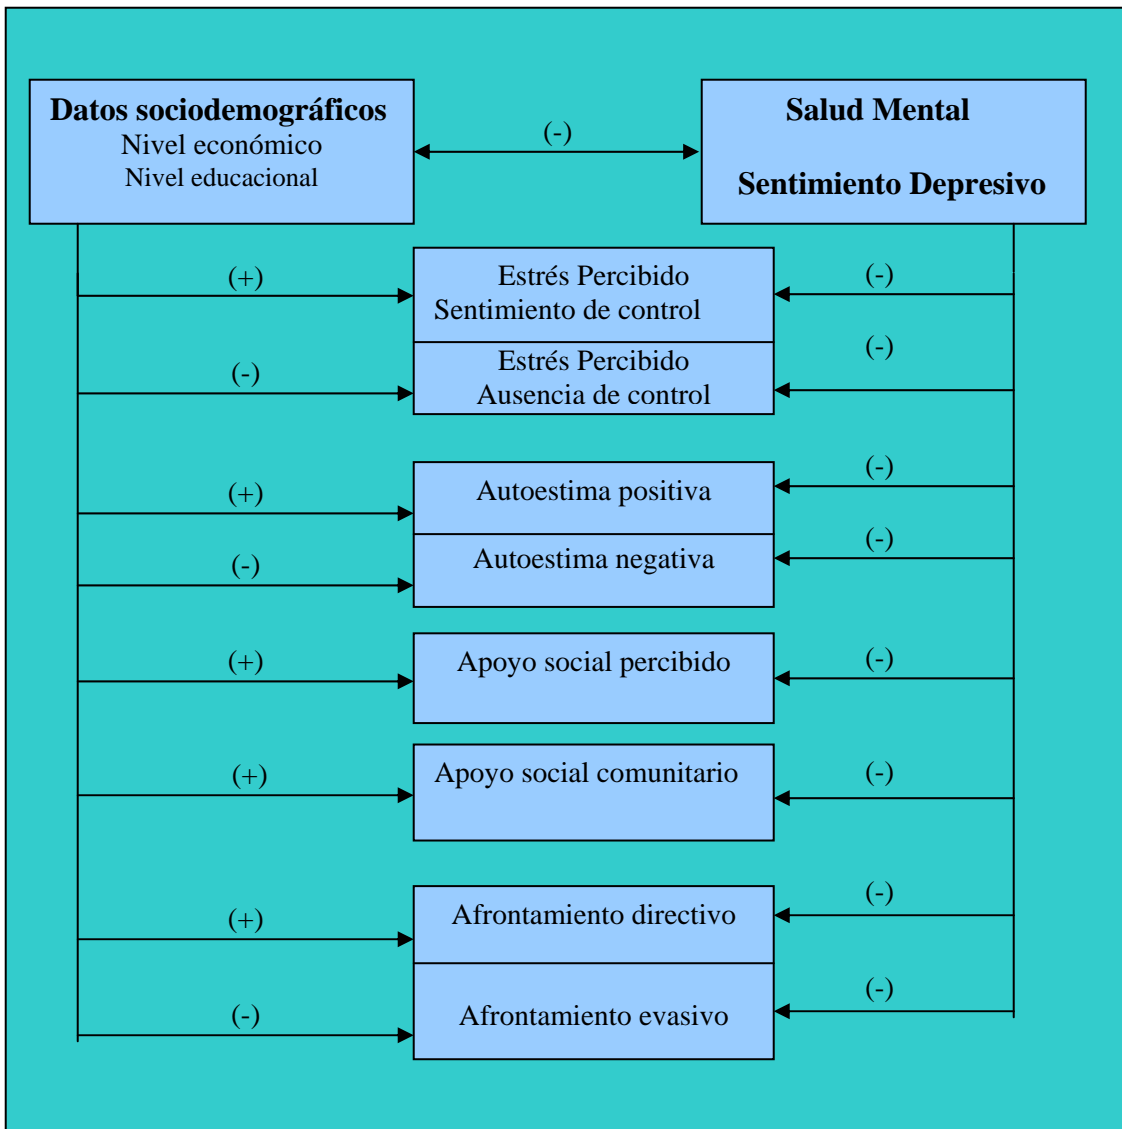 Datos sociodemográficos
Nivel económico
Nivel educacional
(-)
Salud Mental
Sentimiento Depresivo
(+)
Estrés Percibido
Sentimiento de control
(-)
(-)
Estrés Percibido
Ausencia de control
(-)
(+)
Autoestima positiva
(-)
(-)
Autoestima negativa
(-)
(+)
Apoyo social percibido
(-)
(+)
Apoyo social comunitario
(-)
(+)
Afrontamiento directivo
(-)
(-)
Afrontamiento evasivo
(-)